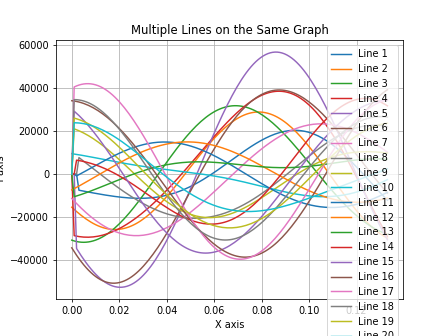 Multiple Lines on the Same Graph
60000
40000
20000
0
−20000
−40000
axis
0.00
0.02
0.04
0.06
0.08
0.10
X axis
Line 1
Line 2
Line 3
Line 4
Line 5
Line 6
Line 7
Line 8
Line 9
Line 10
Line 11
Line 12
Line 13
Line 14
Line 15
Line 16
Line 17
Line 18
Line 19
Line 20